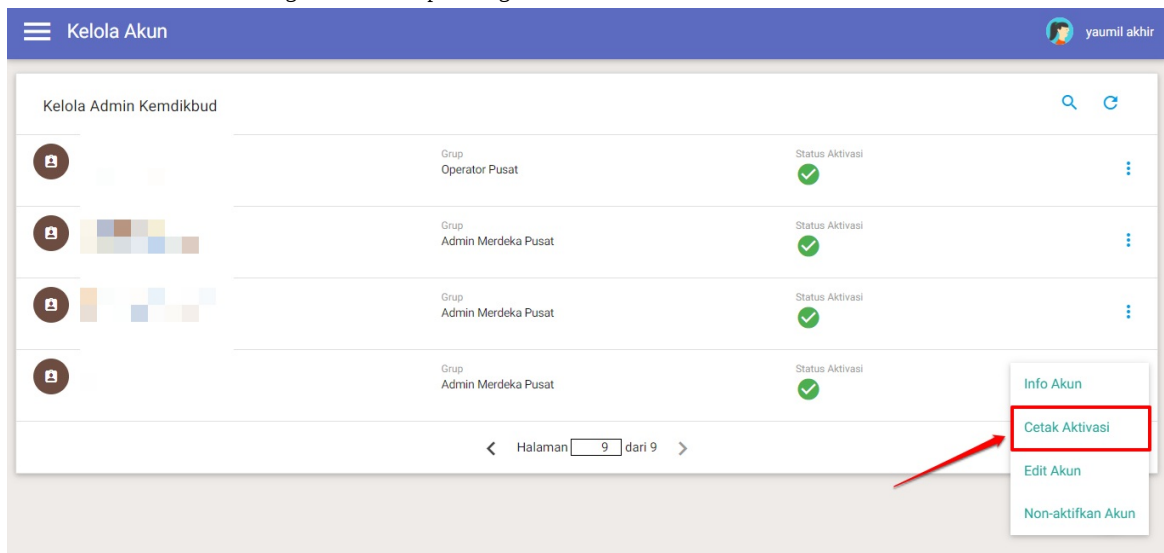 Kelola Akun
yaumil akhir
Kelola Admin Kemdikbud
Grup
Operator Pusat
Status Aktivasi
Grup
Admin Merdeka Pusat
Status Aktivasi
Grup
Admin Merdeka Pusat
Status Aktivasi
Grup
Admin Merdeka Pusat
Status Aktivasi
Info Akun
Cetak Aktivasi
Edit Akun
Non-aktifkan Akun
Halaman 9 dari 9